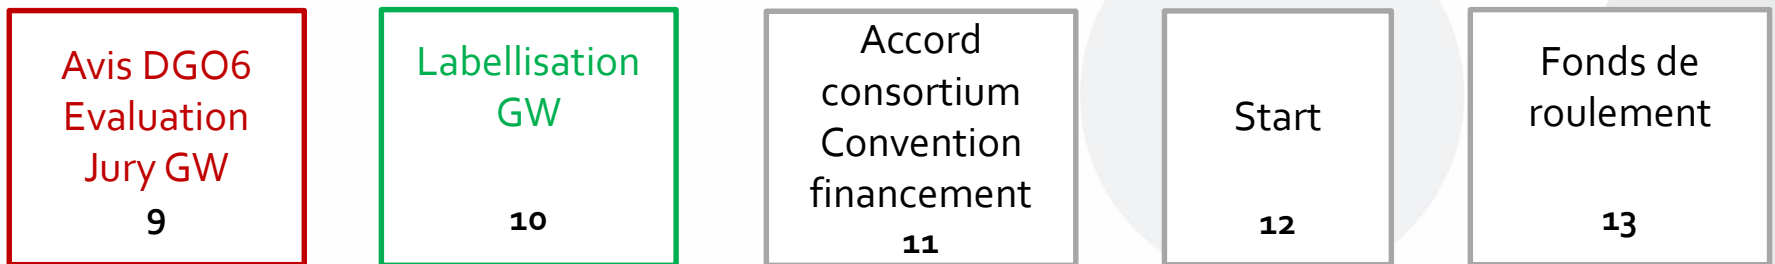 Avis DGO6
Evaluation
Jury GW
9
Labellisation
GW
10
Accord
consortium
Convention
financement
11
Start
12
Fonds de
roulement
13